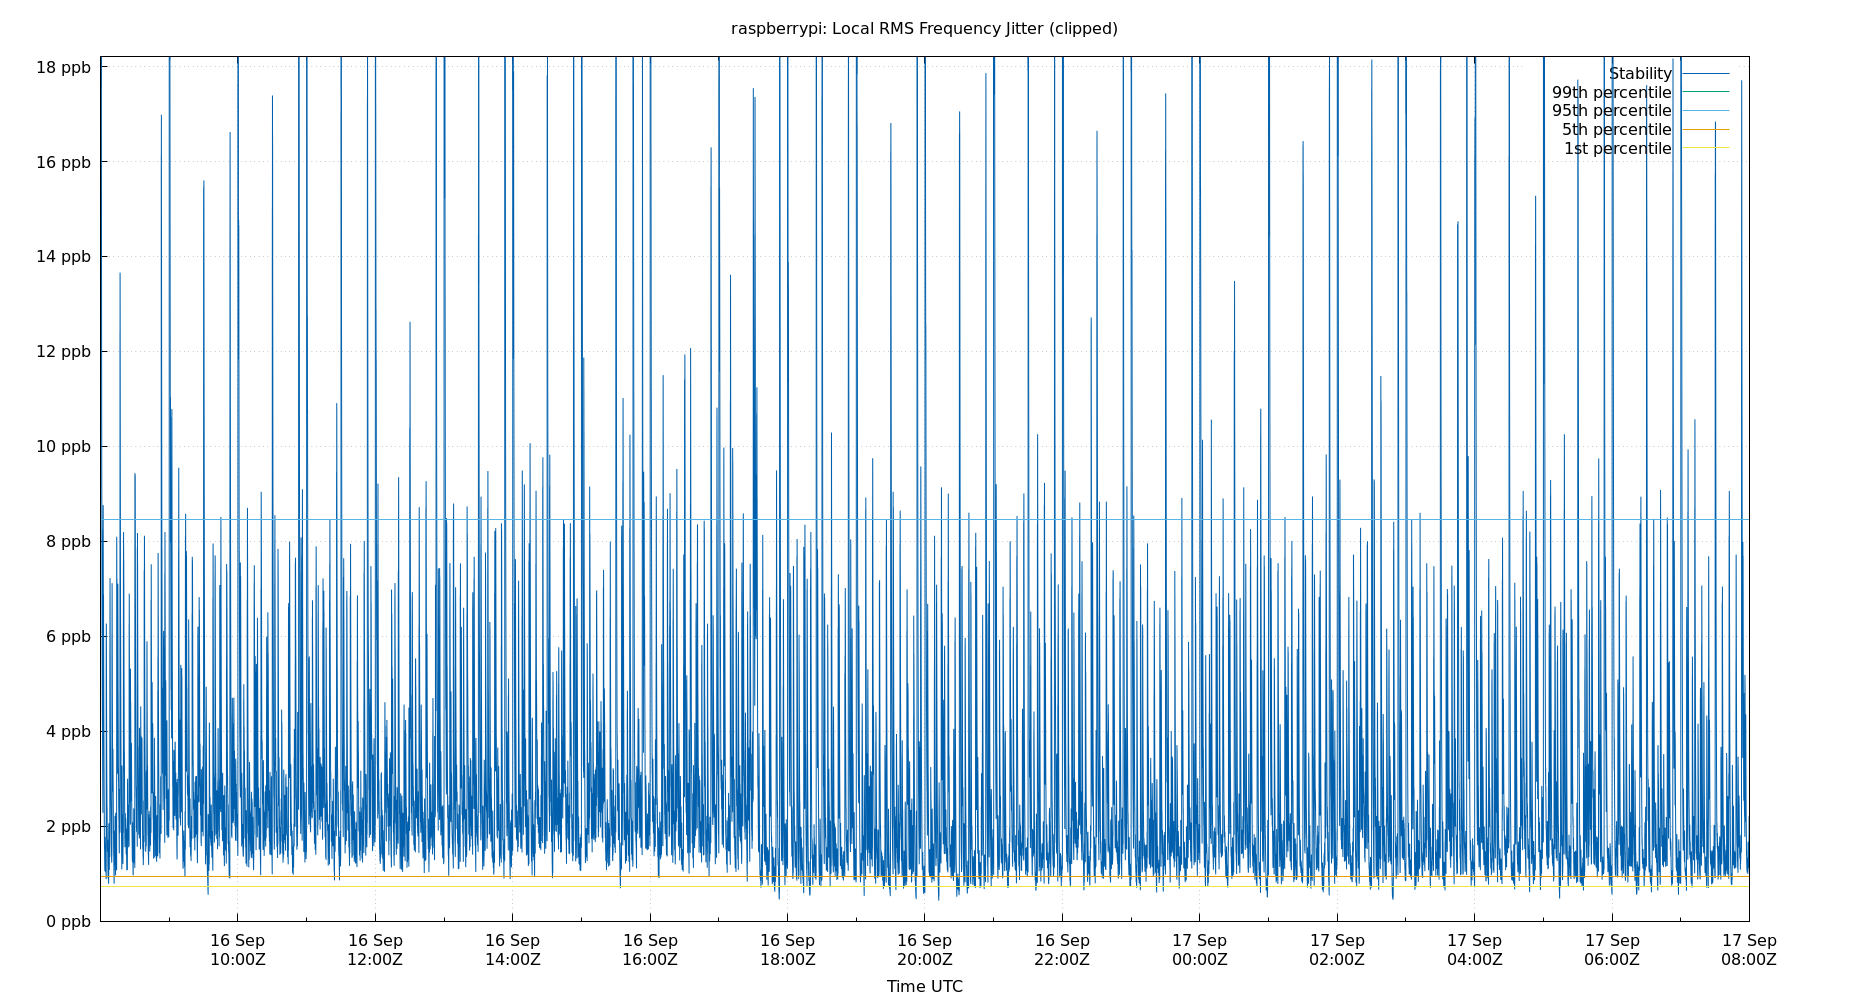 raspberrypi: Local RMS Frequency Jitter (clipped)
18 ppb
16 ppb
14 ppb
12 ppb
10 ppb
8 ppb
6 ppb
4 ppb
2 ppb
0 ppb
Stability
99th percentile
95th percentile
5th percentile
1st percentile
16 Sep 16 Sep 16 Sep 16 Sep 16 Sep 16 Sep 16 Sep 17 Sep 17 Sep 17 Sep 17 Sep 17 Sep
10:00Z 12:00Z 14:00Z 16:00Z 18:00Z 20:00Z 22:00Z 00:00Z 02:00Z 04:00Z 06:00Z 08:00Z
Time UTC